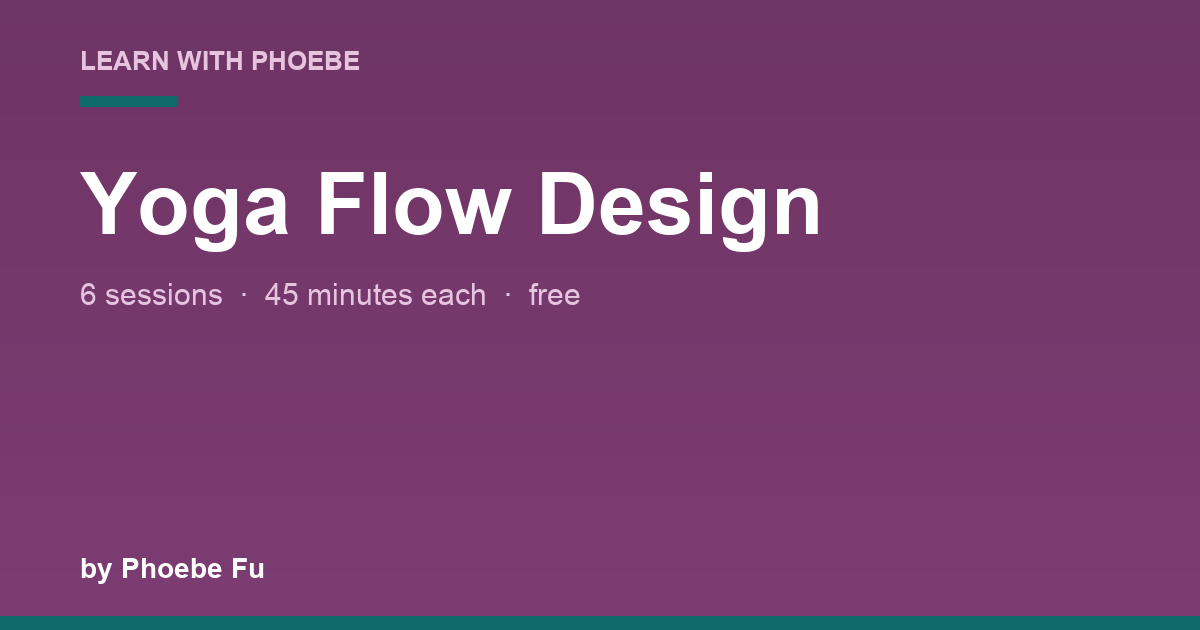 LEARN WITH PHOEBE
Yoga Flow Design
6 sessions · 45 minutes each · free
by Phoebe Fu